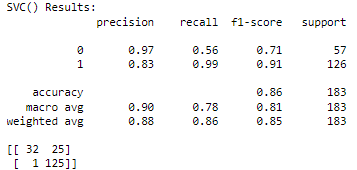 SVC() Results:
precision recall f1-score support
0 0.97 0.56 0.71 57
1 0.83 0.99 0.91 126
accuracy 0.86 183
macro avg 0.90 0.78 0.81 183
weighted avg 0.88 0.86 0.85 183
[[ 32 25]
[ 1 125]]